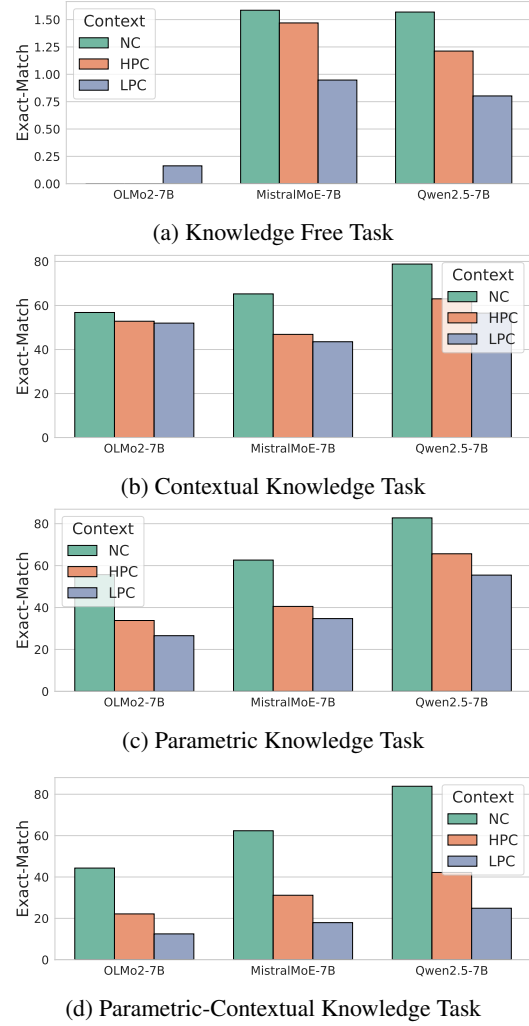 Context
NC
HPC
LPC
Exact-Match
1.50
1.25
1.00
0.75
0.50
0.25
0.00
OLMo2-7B MistralMoE-7B Qwen2.5-7B
(a) Knowledge Free Task
Context
NC
HPC
LPC
Exact-Match
80
60
40
20
0
OLMo2-7B MistralMoE-7B Qwen2.5-7B
(b) Contextual Knowledge Task
Context
NC
HPC
LPC
Exact-Match
80
60
40
20
0
OLMo2-7B MistralMoE-7B Qwen2.5-7B
(c) Parametric Knowledge Task
Context
NC
HPC
LPC
Exact-Match
80
60
40
20
0
OLMo2-7B MistralMoE-7B Qwen2.5-7B
(d) Parametric-Contextual Knowledge Task